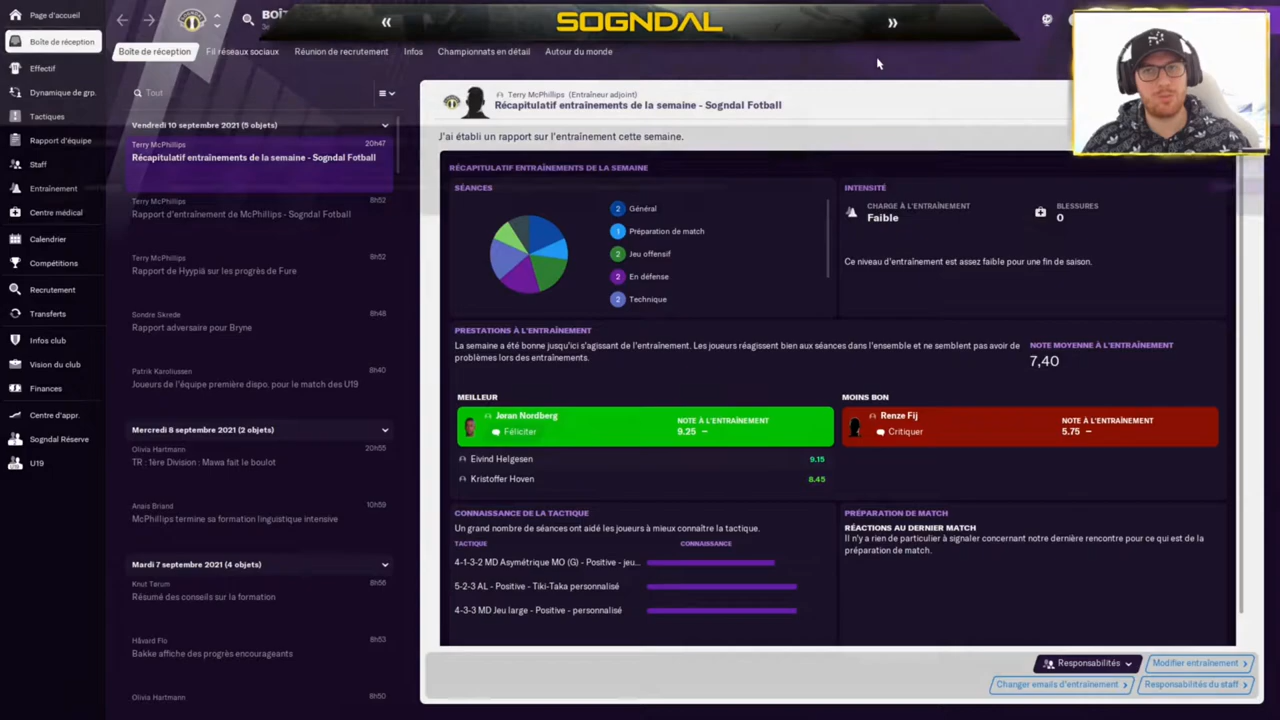 Page d'accueil
Boîte de réception
Effectif
Dynamique de grp.
Tactiques
Rapport d'équipe
Staff
Entraînement
Centre médical
Calendrier
Compétitions
Recrutement
Transferts
Infos club
Vision du club
Finances
Centre d'appr.
Sogndal Réserve
U19
SOGNDAL
Boîte de réception
Fil réseaux sociaux
Réunion de recrutement
Infos
Championnats en détail
Autour du monde
Tout
Vendredi 10 septembre 2021 (5 objets)
Terry McPhillips 20h47
Récapitulatif entraînements de la semaine - Sogndal Fotball
Terry McPhillips 8h52
Rapport d'entraînement de McPhillips - Sogndal Fotball
Terry McPhillips 8h52
Rapport de Hyypiä sur les progrès de Fure
Sondre Skrede 8h48
Rapport adversaire pour Bryne
Patrik Karoliussen 8h40
Joueurs de l'équipe première dispo. pour le match des U19
Mercredi 8 septembre 2021 (2 objets)
Olivia Hartmann 20h55
TR : 1ère Division : Mawa fait le boulot
Anais Briand 10h59
McPhillips termine sa formation linguistique intensive
Mardi 7 septembre 2021 (4 objets)
Knut Tørum 8h56
Résumé des conseils sur la formation
Håvard Flo 8h53
Bakke affiche des progrès encourageants
Olivia Hartmann 8h50
Terry McPhillips (Entraîneur adjoint)
Récapitulatif entraînements de la semaine - Sogndal Fotball
J'ai établi un rapport sur l'entraînement cette semaine.
RÉCAPITULATIF ENTRAÎNEMENTS DE LA SEMAINE
SÉANCES
2 Général
1 Préparation de match
2 Jeu offensif
2 En défense
2 Technique
INTENSITÉ
CHARGE À L'ENTRAÎNEMENT
Faible
BLESSURES
0
Ce niveau d'entraînement est assez faible pour une fin de saison.
PRESTATIONS À L'ENTRAÎNEMENT
La semaine a été bonne jusqu'ici s'agissant de l'entraînement. Les joueurs réagissent bien aux séances dans l'ensemble et ne semblent pas avoir de
problèmes lors des entraînements.
NOTE MOYENNE À L'ENTRAÎNEMENT
7,40
MEILLEUR
Jøran Nordberg
Féliciter
NOTE À L'ENTRAÎNEMENT
9.25 –
Eivind Helgesen 9.15
Kristoffer Hoven 8.45
MOINS BON
Renze Fij
Critiquer
NOTE À L'ENTRAÎNEMENT
5.75 –
CONNAISSANCE DE LA TACTIQUE
Un grand nombre de séances ont aidé les joueurs à mieux connaître la tactique.
TACTIQUE CONNAISSANCE
4-1-3-2 MD Asymétrique MO (G) - Positive - jeu...
5-2-3 AL - Positive - Tiki-Taka personnalisé
4-3-3 MD Jeu large - Positive - personnalisé
PRÉPARATION DE MATCH
RÉACTIONS AU DERNIER MATCH
Il n'y a rien de particulier à signaler concernant notre dernière rencontre pour ce qui est de la
préparation de match.
Responsabilités
Modifier entraînement
Changer emails d'entraînement
Responsabilités du staff